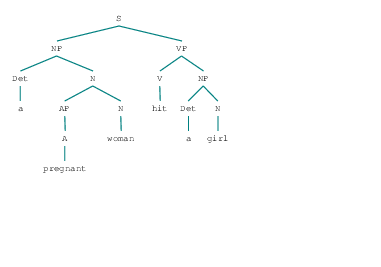 S
NP VP
Det N V NP
a AP N hit Det N
A woman a girl
pregnant